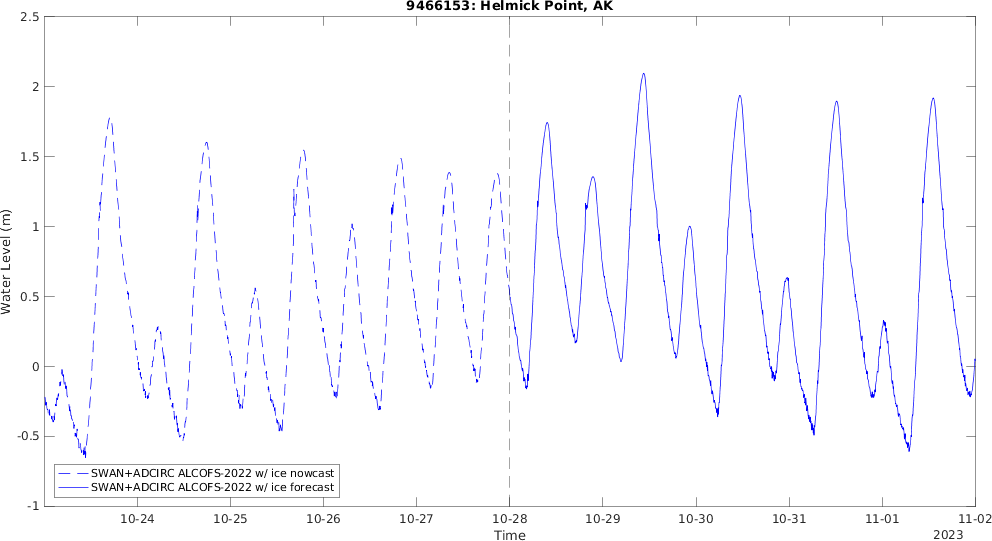 9466153: Helmick Point, AK
Water Level (m)
2.5
2
1.5
1
0.5
0
-0.5
-1
SWAN+ADCIRC ALCOFS-2022 w/ ice nowcast
SWAN+ADCIRC ALCOFS-2022 w/ ice forecast
10-24 10-25 10-26 10-27 10-28 10-29 10-30 10-31 11-01 11-02
Time
2023